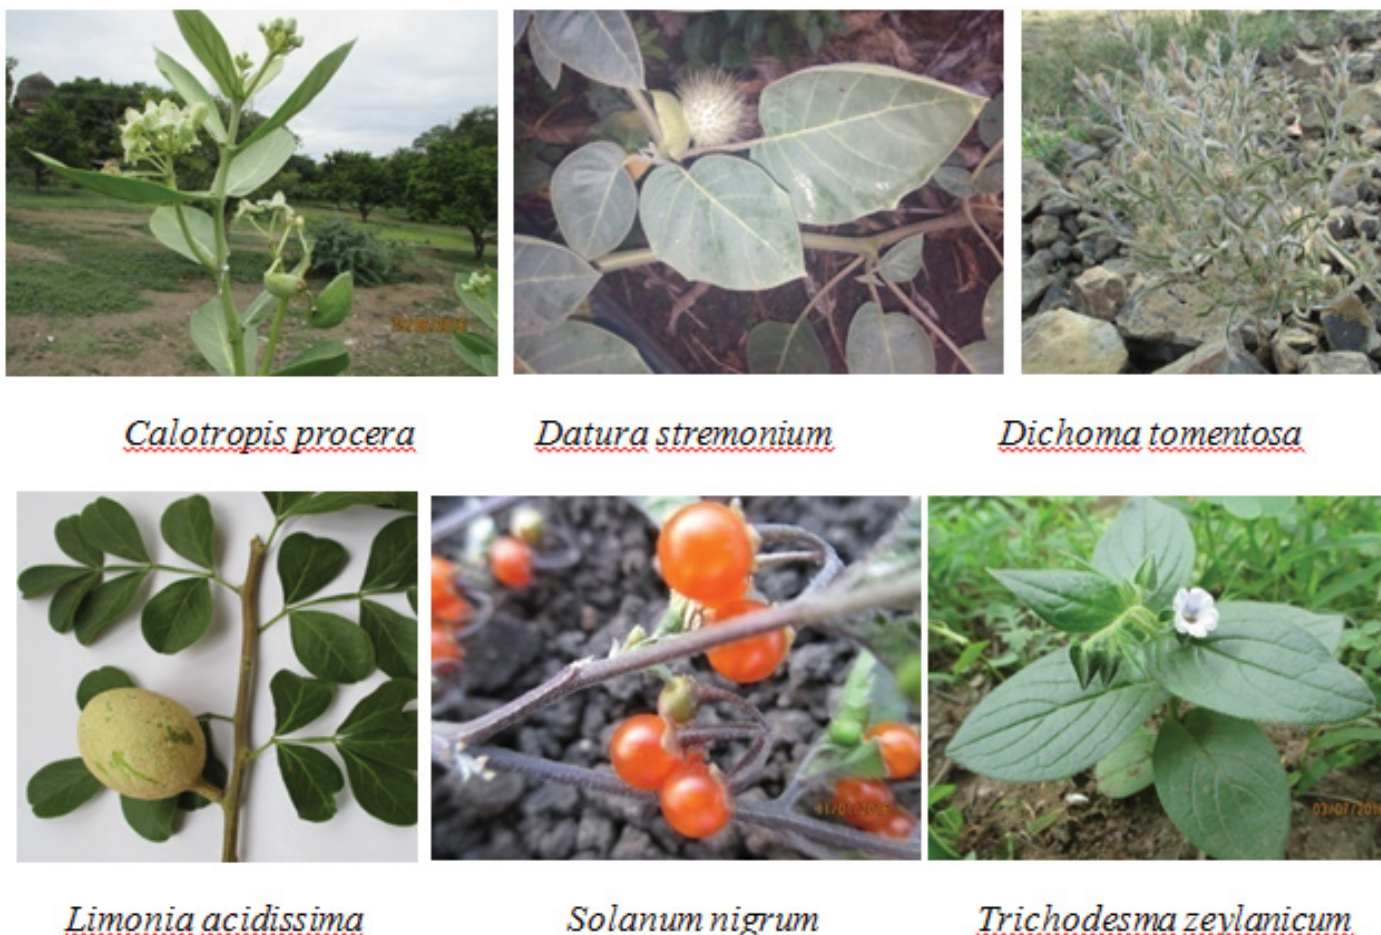 Calotropis procera
Datura stremonium
Dichoma tomentosa
Limonia acidissima
Solanum nigrum
Trichodesma zeylanicum